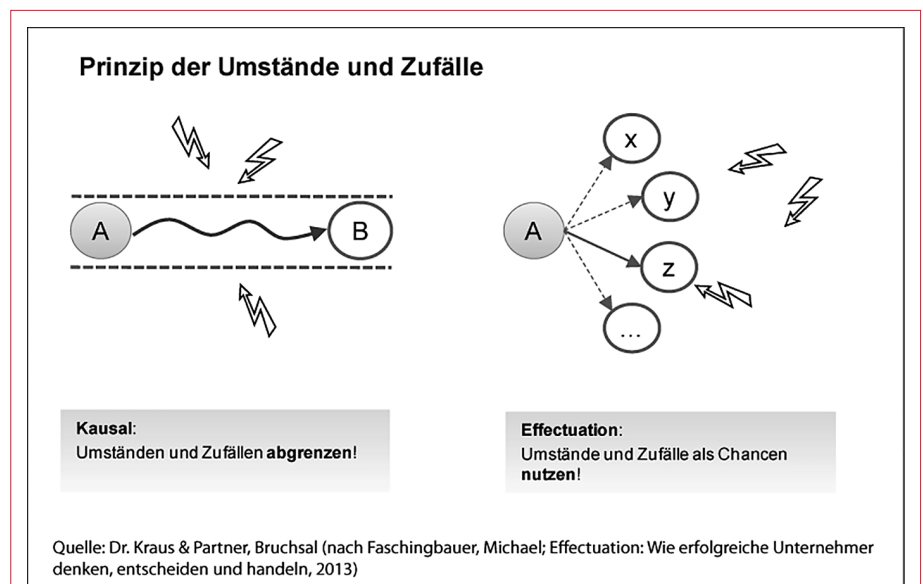 Prinzip der Umstände und Zufälle
A
B
A
x
y
z
...
Kausal:
Umständen und Zufällen abgrenzen!
Effectuation:
Umstände und Zufälle als Chancen
nutzen!
Quelle: Dr. Kraus & Partner, Bruchsal (nach Faschingbauer, Michael; Effectuation: Wie erfolgreiche Unternehmer
denken, entscheiden und handeln, 2013)